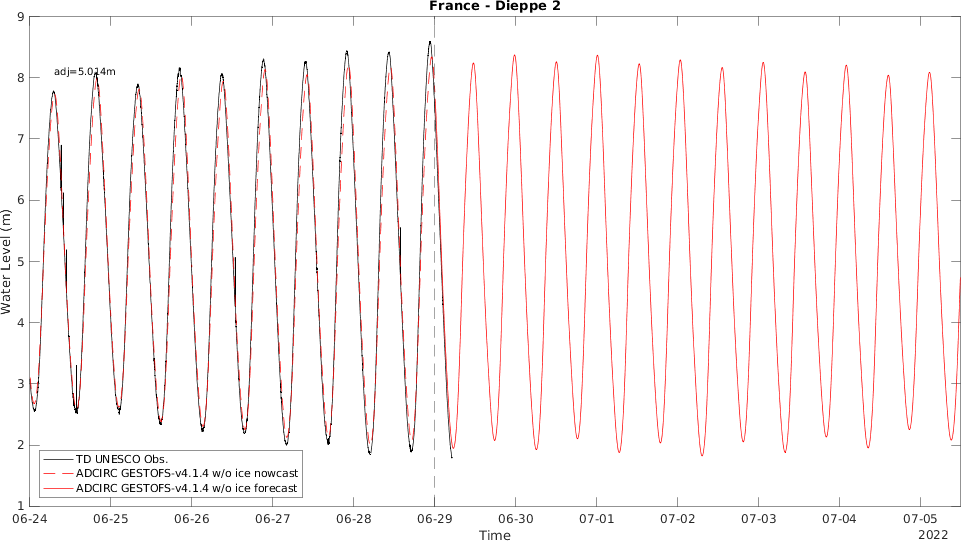 France - Dieppe 2
adj=5.014m
9
8
7
6
5
4
3
2
1
Water Level (m)
TD UNESCO Obs.
ADCIRC GESTOFS-v4.1.4 w/o ice nowcast
ADCIRC GESTOFS-v4.1.4 w/o ice forecast
06-24 06-25 06-26 06-27 06-28 06-29 06-30 07-01 07-02 07-03 07-04 07-05
Time
2022